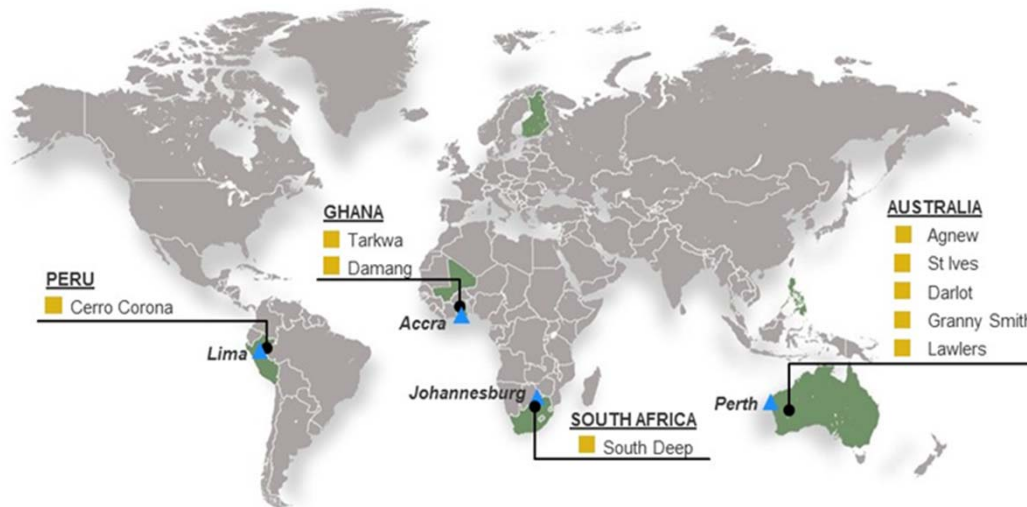 GHANA
Tarkwa
Damang
AUSTRALIA
Agnew
St Ives
Darlot
Granny Smith
Lawlers
PERU
Cerro Corona
Accra
Lima
Johannesburg
Perth
SOUTH AFRICA
South Deep